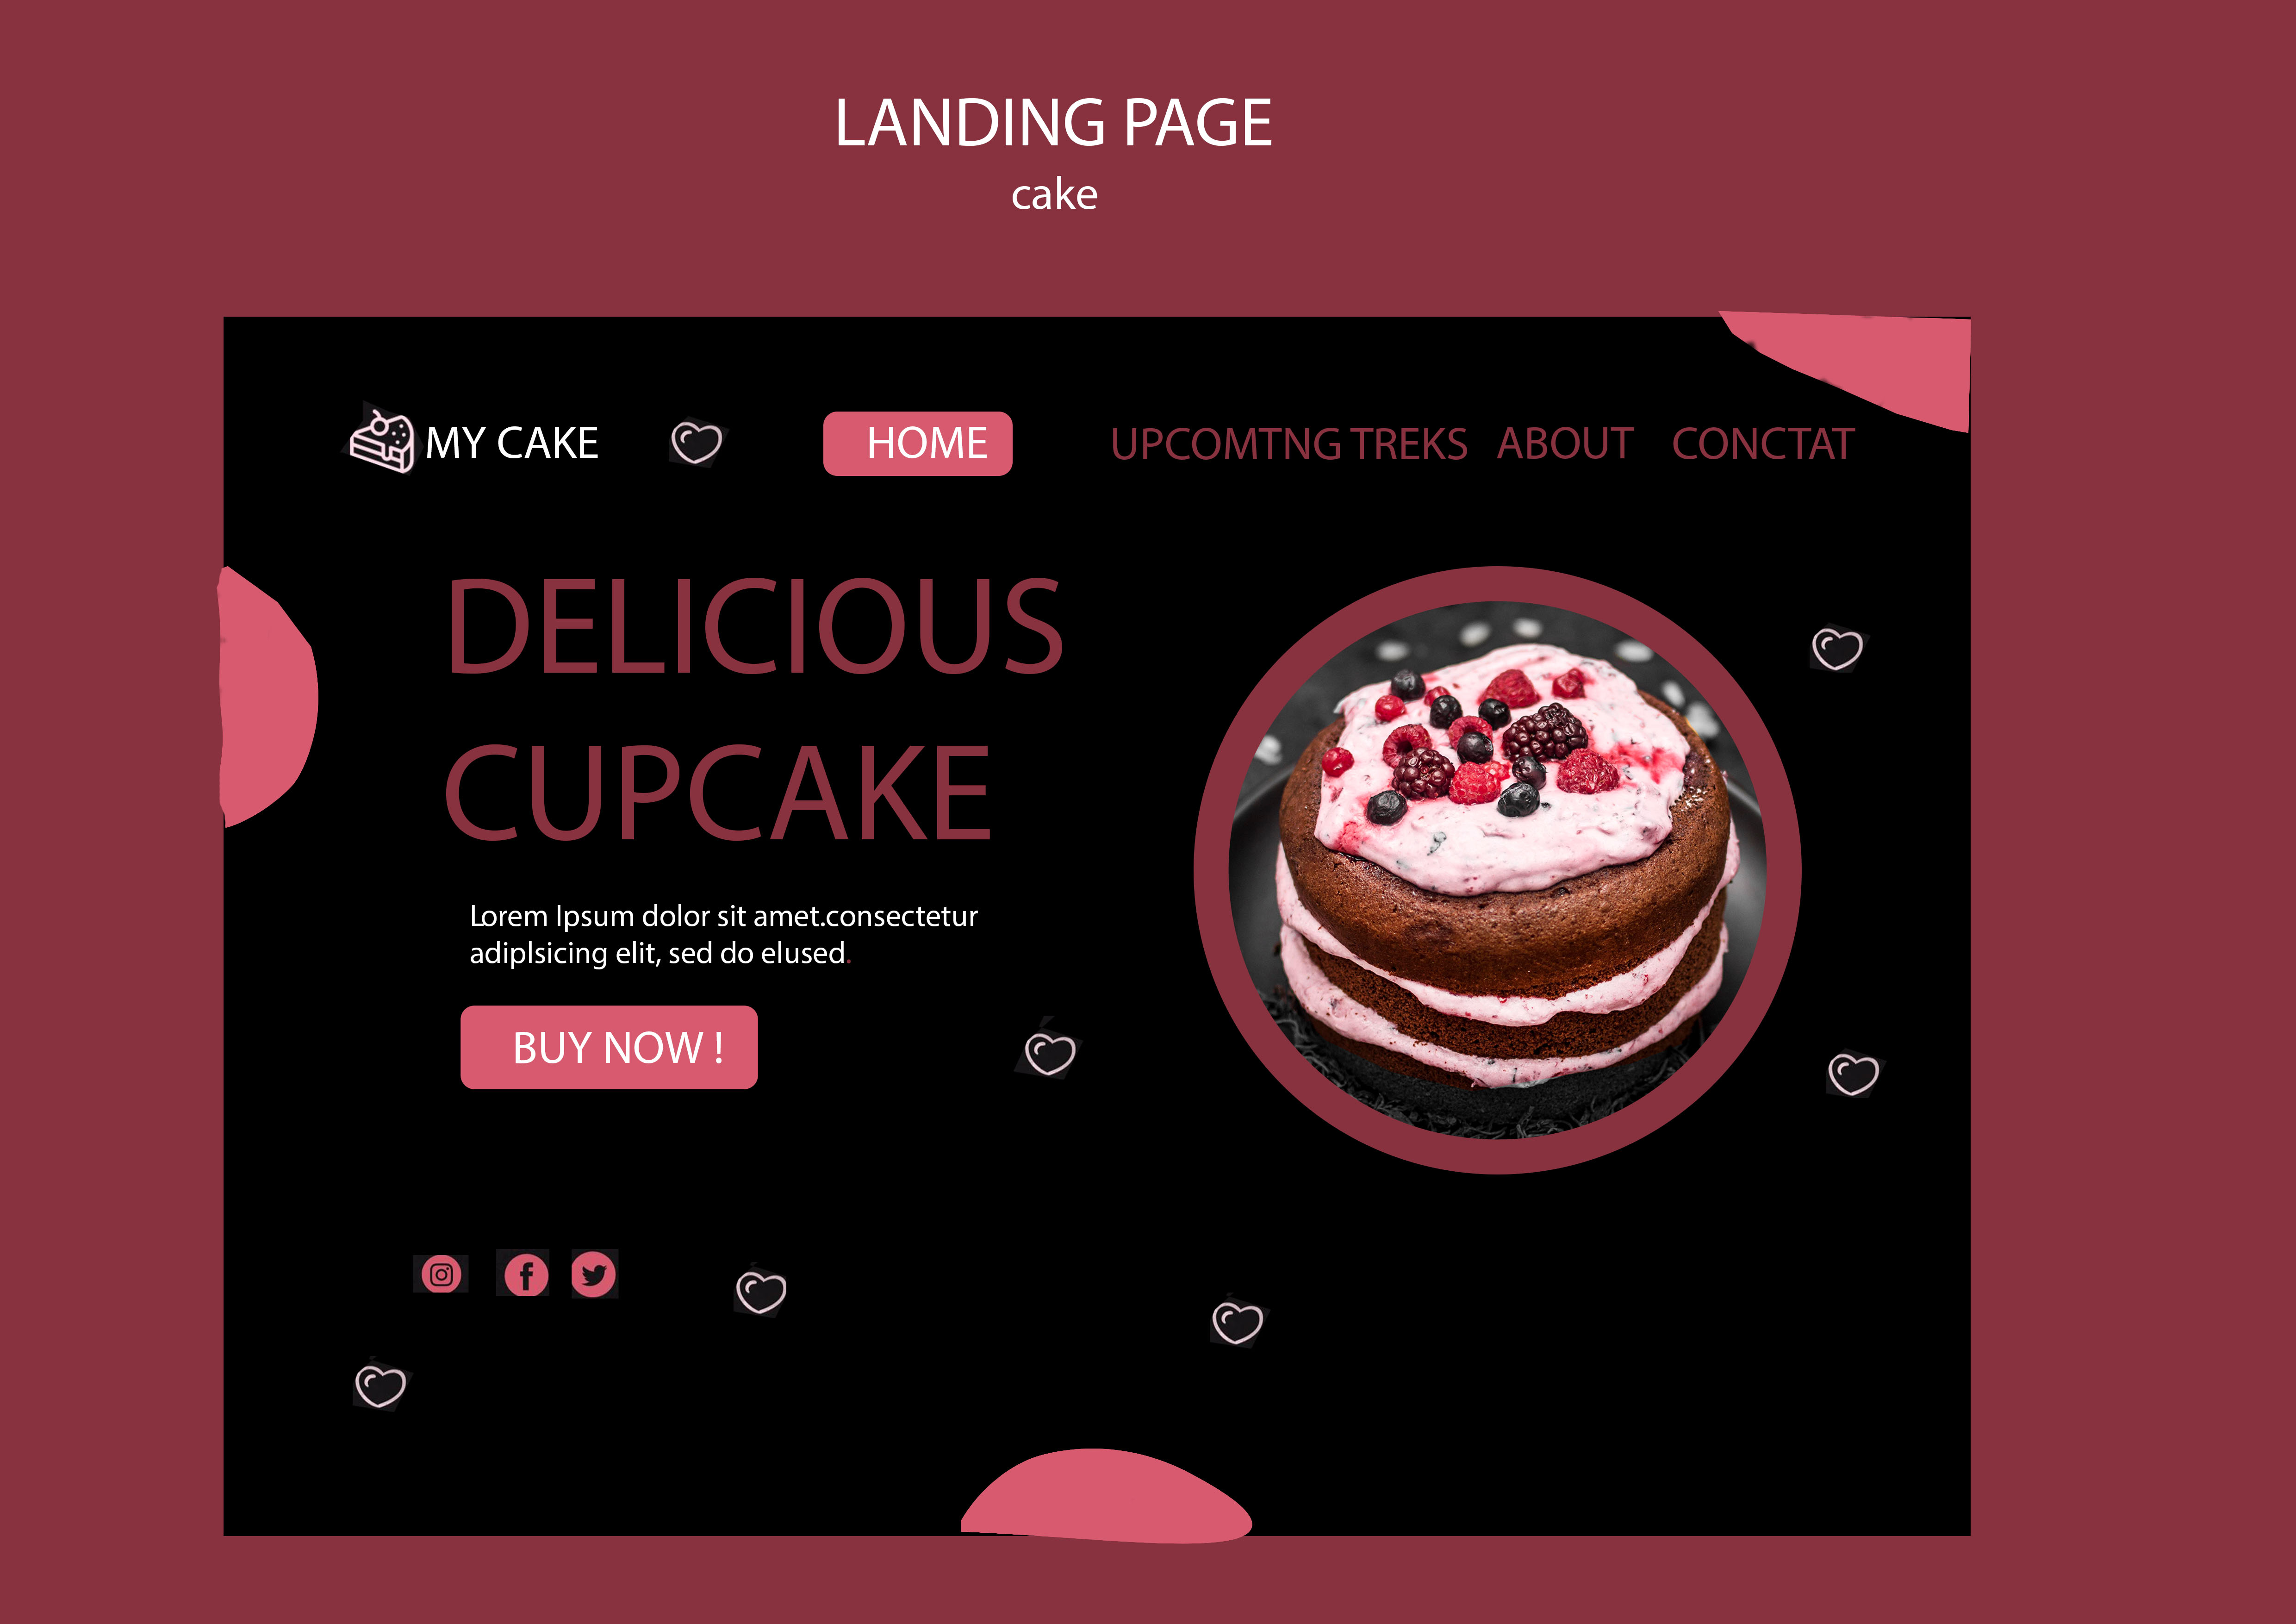 LANDING PAGE
cake
MY CAKE
HOME
UPCOMTNG TREKS
ABOUT
CONCTAT
DELICIOUS
CUPCAKE
Lorem Ipsum dolor sit amet.consectetur
adiplsicing elit, sed do elused.
BUY NOW !